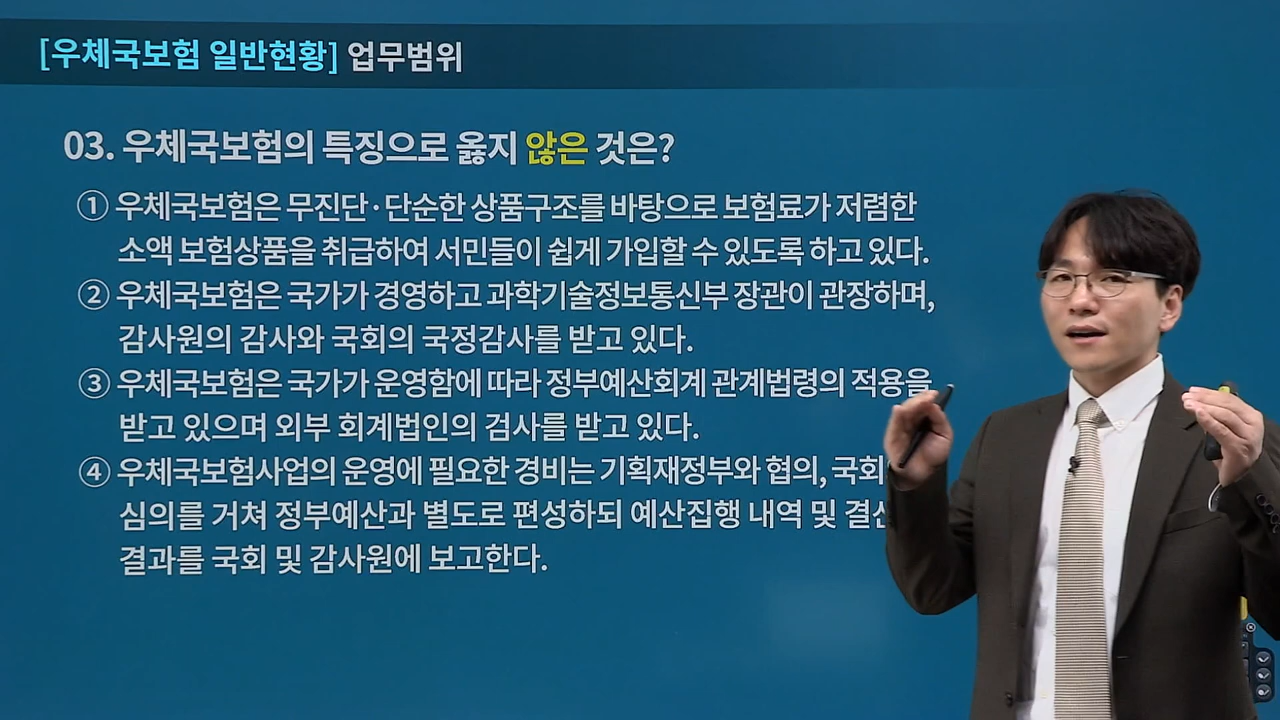 [우체국보험 일반현황] 업무범위
03. 우체국보험의 특징으로 옳지 않은 것은?
① 우체국보험은 무진단·단순한 상품구조를 바탕으로 보험료가 저렴한
소액 보험상품을 취급하여 서민들이 쉽게 가입할 수 있도록 하고 있다.
② 우체국보험은 국가가 경영하고 과학기술정보통신부 장관이 관장하며,
감사원의 감사와 국회의 국정감사를 받고 있다.
③ 우체국보험은 국가가 운영함에 따라 정부예산회계 관계법령의 적용을
받고 있으며 외부 회계법인의 검사를 받고 있다.
④ 우체국보험사업의 운영에 필요한 경비는 기획재정부와 협의, 국회
심의를 거쳐 정부예산과 별도로 편성하되 예산집행 내역 및 결산
결과를 국회 및 감사원에 보고한다.